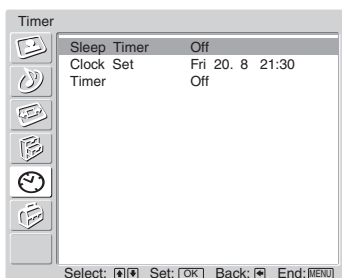 Timer
Sleep Timer Off
Clock Set Fri 20. 8 21:30
Timer Off
Select: Set: OK Back: End: MENU